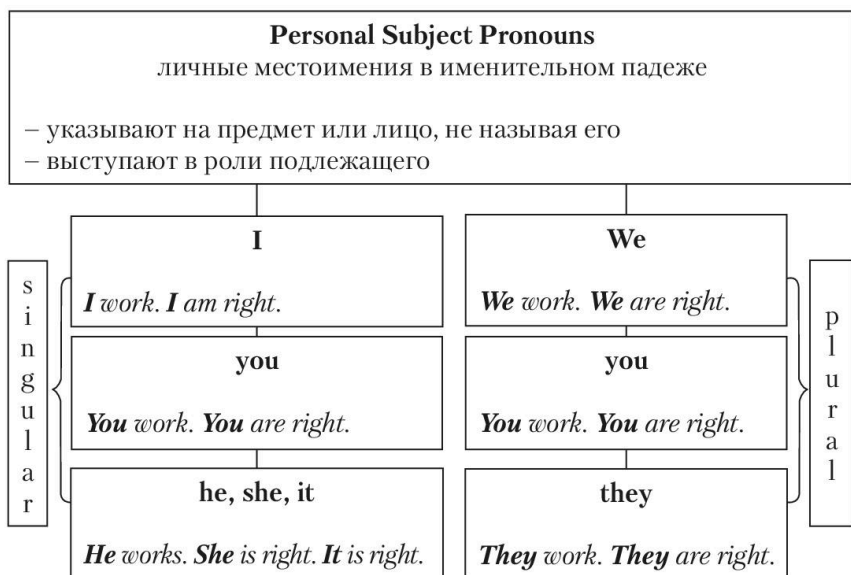 Personal Subject Pronouns
личные местоимения в именительном падеже
– указывают на предмет или лицо, не называя его
– выступают в роли подлежащего
singular
I
I work. I am right.
you
You work. You are right.
he, she, it
He works. She is right. It is right.
We
We work. We are right.
you
You work. You are right.
they
They work. They are right.
plural